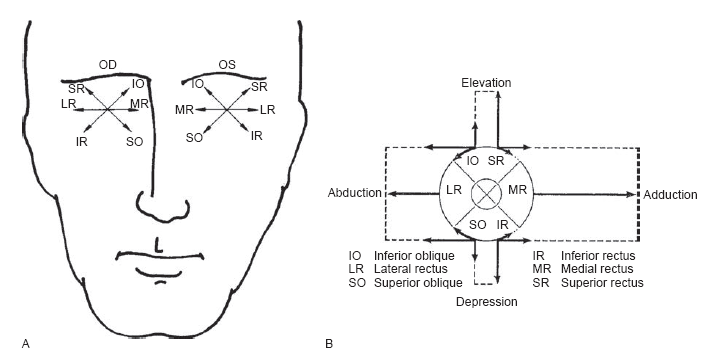 OD OS
SR IO IO SR
LR MR MR LR
IR SO SO IR
A
Elevation
IO SR
Abduction LR MR Adduction
SO IR
IO Inferior oblique IR Inferior rectus
LR Lateral rectus MR Medial rectus
SO Superior oblique SR Superior rectus
Depression
B